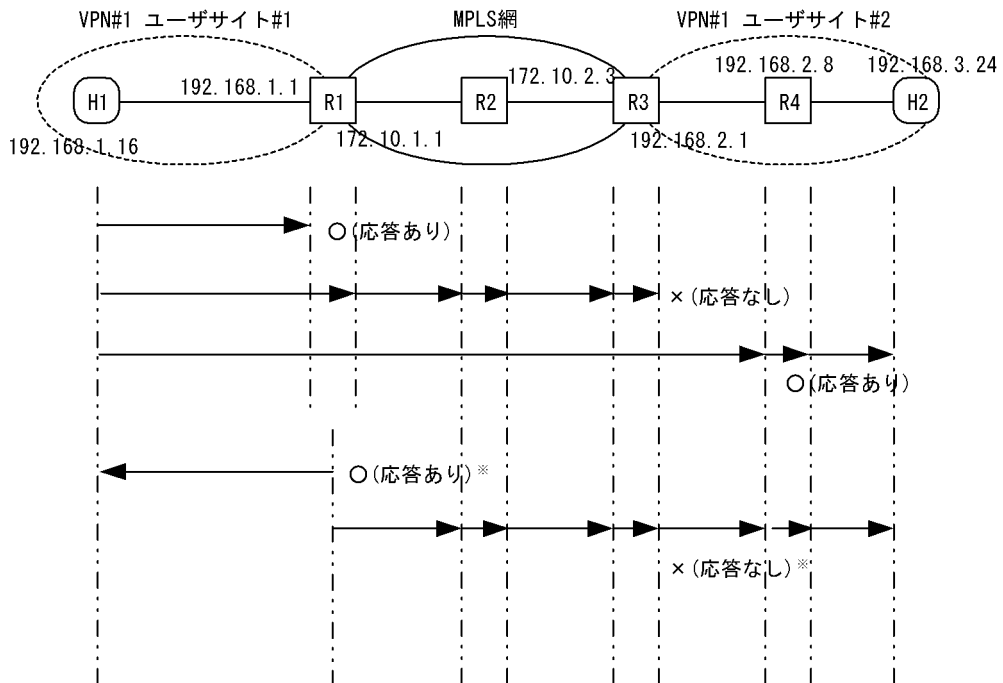 VPN#1 ユーザサイト#1
MPLS網
VPN#1 ユーザサイト#2
192.168.1.1
172.10.2.3
192.168.2.8
192.168.3.24
H1
R1
R2
R3
R4
H2
192.168.1.16
172.10.1.1
192.168.2.1
○(応答あり)
×(応答なし)
○(応答あり)
○(応答あり)※
×(応答なし)※